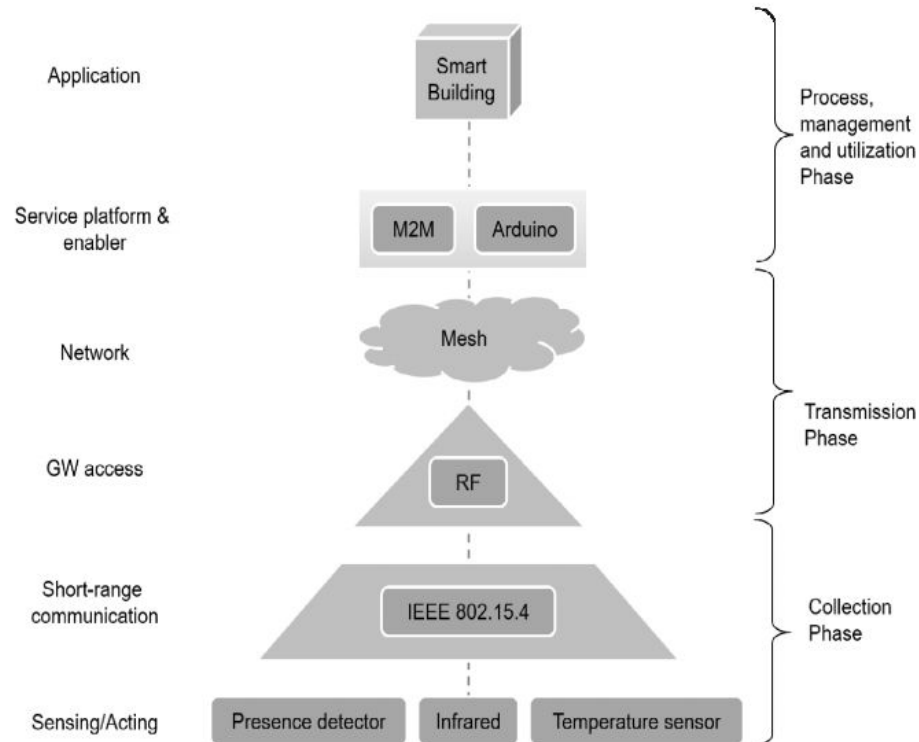 Application
Smart
Building
Process,
management
and utilization
Phase
Service platform &
enabler
M2M
Arduino
Network
Mesh
Transmission
Phase
GW access
RF
Short-range
communication
IEEE 802.15.4
Collection
Phase
Sensing/Acting
Presence detector
Infrared
Temperature sensor